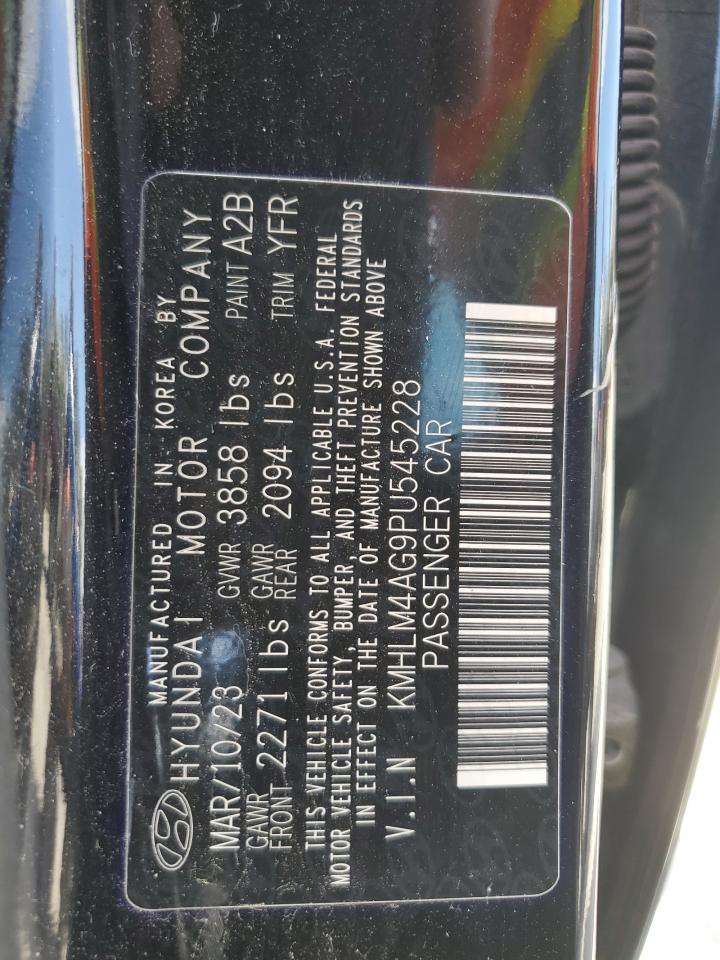 MANUFACTURED IN KOREA BY
HYUNDAI MOTOR COMPANY
MAR/10/23 GVWR 3858 lbs PAINT A2B
GAWR FRONT 2271 lbs GAWR REAR 2094 lbs TRIM YFR
THIS VEHICLE CONFORMS TO ALL APPLICABLE U.S.A. FEDERAL
MOTOR VEHICLE SAFETY, BUMPER, AND THEFT PREVENTION STANDARDS
IN EFFECT ON THE DATE OF MANUFACTURE SHOWN ABOVE
V.I.N KMHLM4AG9PU545228
PASSENGER CAR